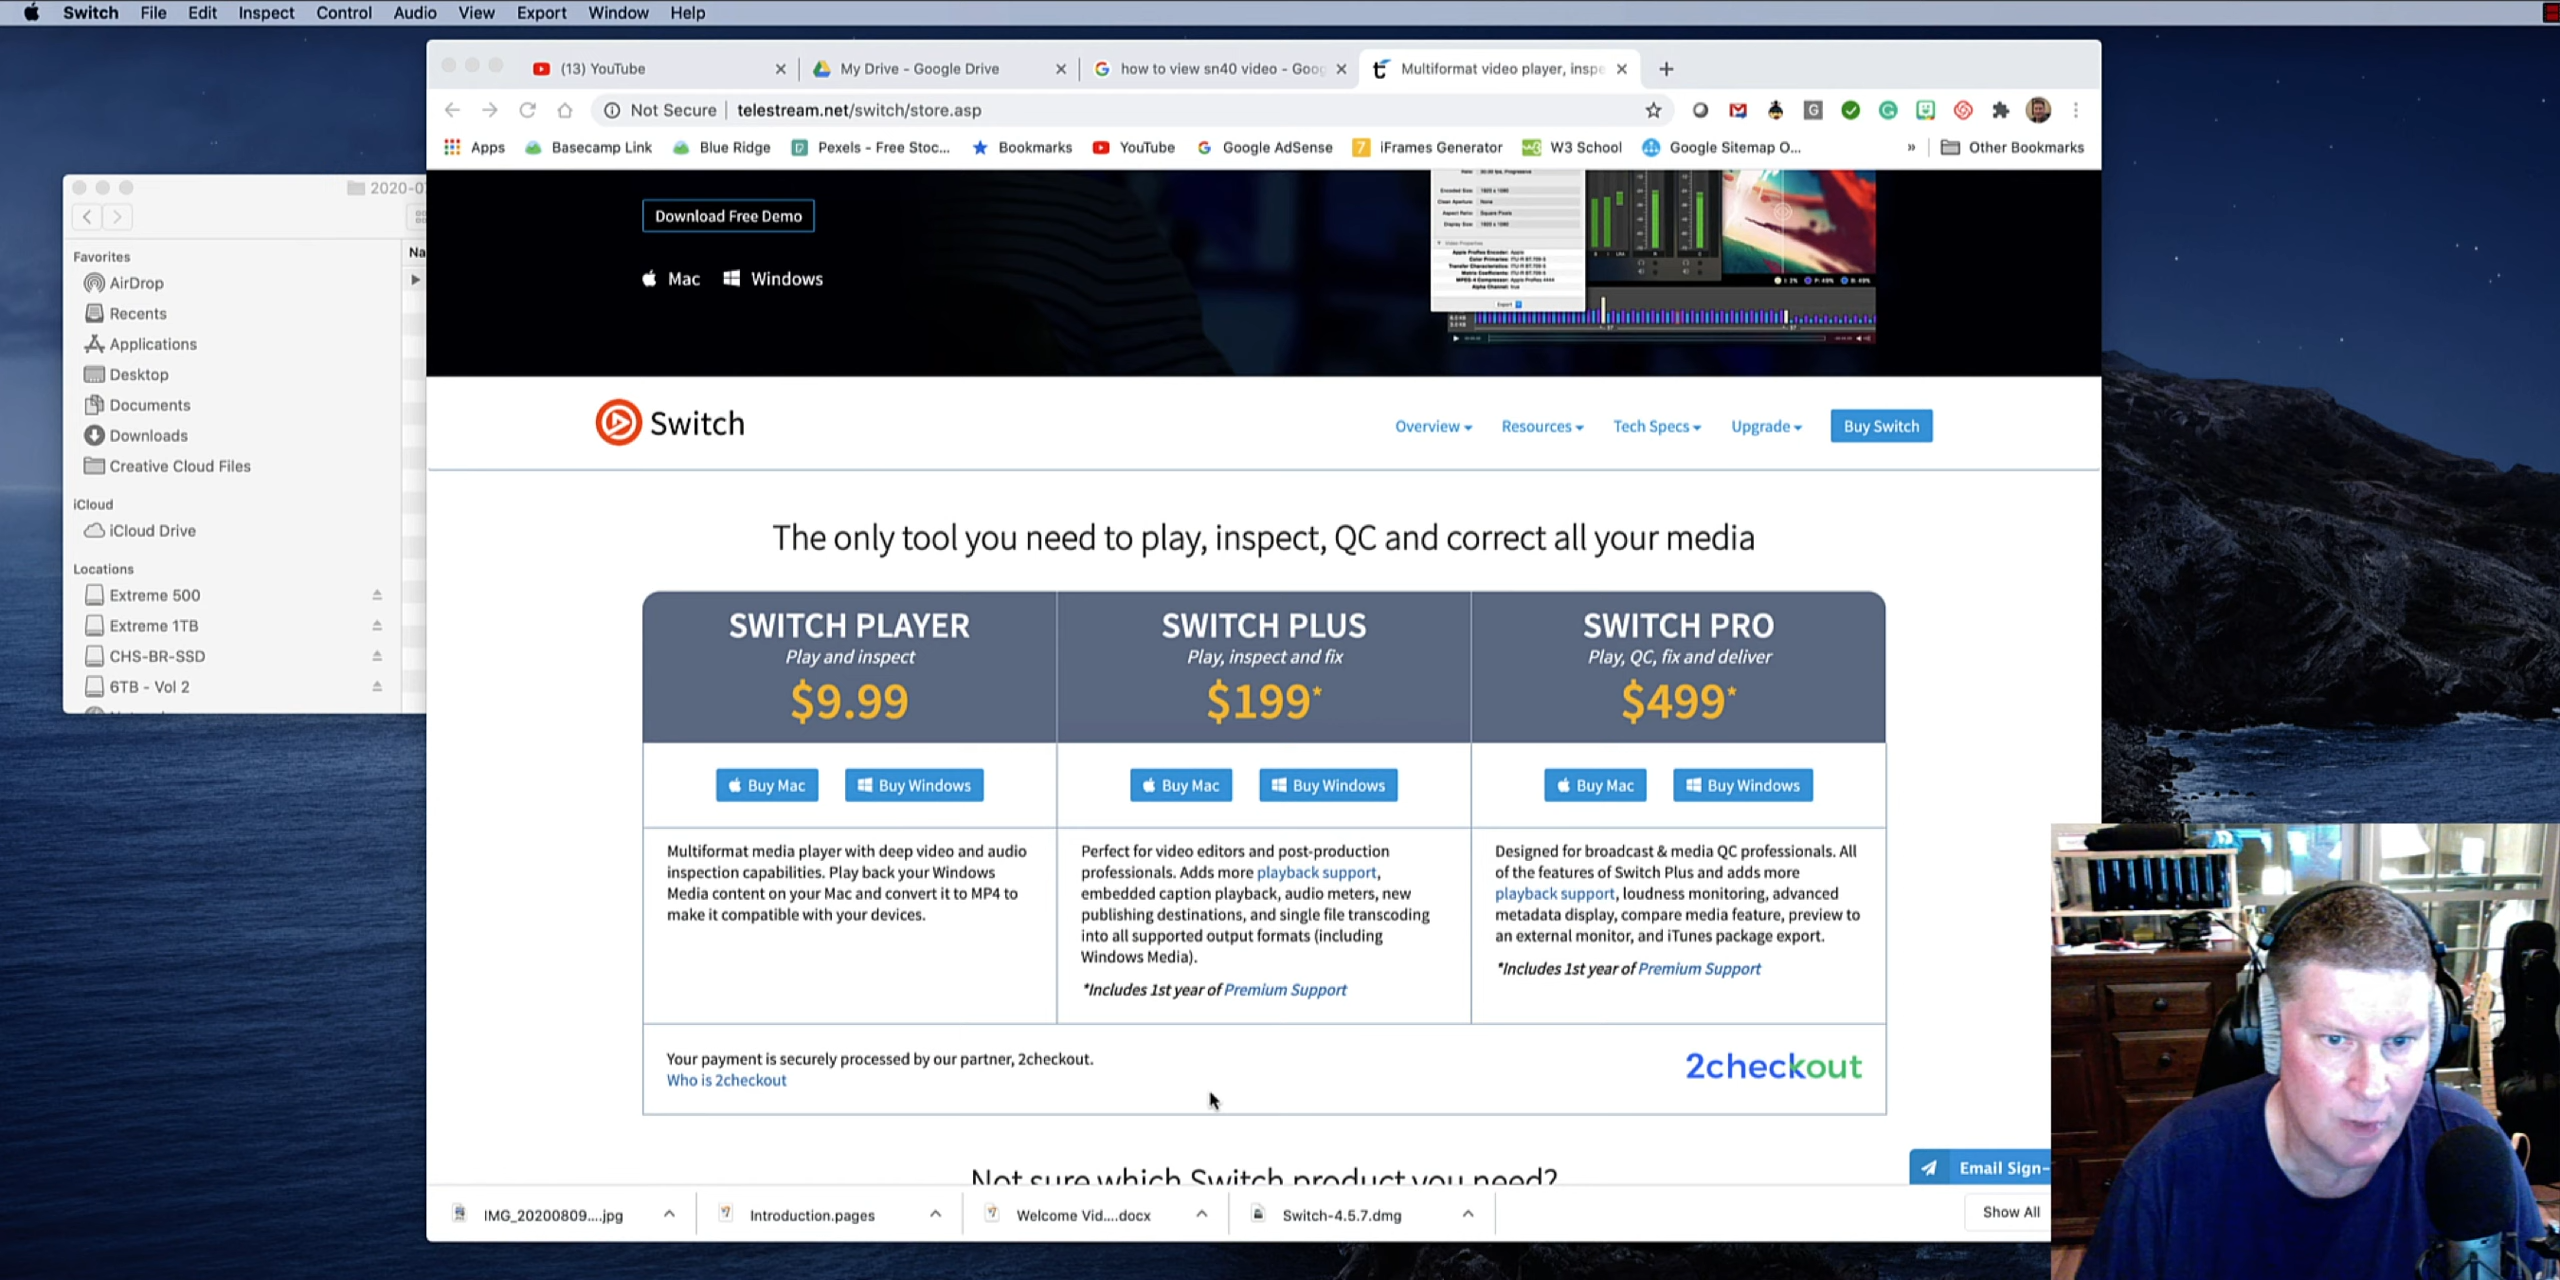 Switch File Edit Inspect Control Audio View Export Window Help
(13) YouTube
My Drive - Google Drive
how to view sn40 video - Goog
Multiformat video player, inspe
Not Secure | telestream.net/switch/store.asp
Apps
Basecamp Link
Blue Ridge
Pexels - Free Stoc...
Bookmarks
YouTube
Google AdSense
iFrames Generator
W3 School
Google Sitemap O...
»
Other Bookmarks
2020-0
Na
Favorites
AirDrop
Recents
Applications
Desktop
Documents
Downloads
Creative Cloud Files
iCloud
iCloud Drive
Locations
Extreme 500
Extreme 1TB
CHS-BR-SSD
6TB - Vol 2
Download Free Demo
Mac Windows
Switch
Overview Resources Tech Specs Upgrade Buy Switch
The only tool you need to play, inspect, QC and correct all your media
SWITCH PLAYER
Play and inspect
$9.99
Buy Mac Buy Windows
Multiformat media player with deep video and audio
inspection capabilities. Play back your Windows
Media content on your Mac and convert it to MP4 to
make it compatible with your devices.
SWITCH PLUS
Play, inspect and fix
$199*
Buy Mac Buy Windows
Perfect for video editors and post-production
professionals. Adds more playback support,
embedded caption playback, audio meters, new
publishing destinations, and single file transcoding
into all supported output formats (including
Windows Media).
*Includes 1st year of Premium Support
SWITCH PRO
Play, QC, fix and deliver
$499*
Buy Mac Buy Windows
Designed for broadcast & media QC professionals. All
of the features of Switch Plus and adds more
playback support, loudness monitoring, advanced
metadata display, compare media feature, preview to
an external monitor, and iTunes package export.
*Includes 1st year of Premium Support
Your payment is securely processed by our partner, 2checkout.
Who is 2checkout
2checkout
Not sure which Switch product you need?
Email Sign-
IMG_20200809....jpg
Introduction.pages
Welcome Vid....docx
Switch-4.5.7.dmg
Show All